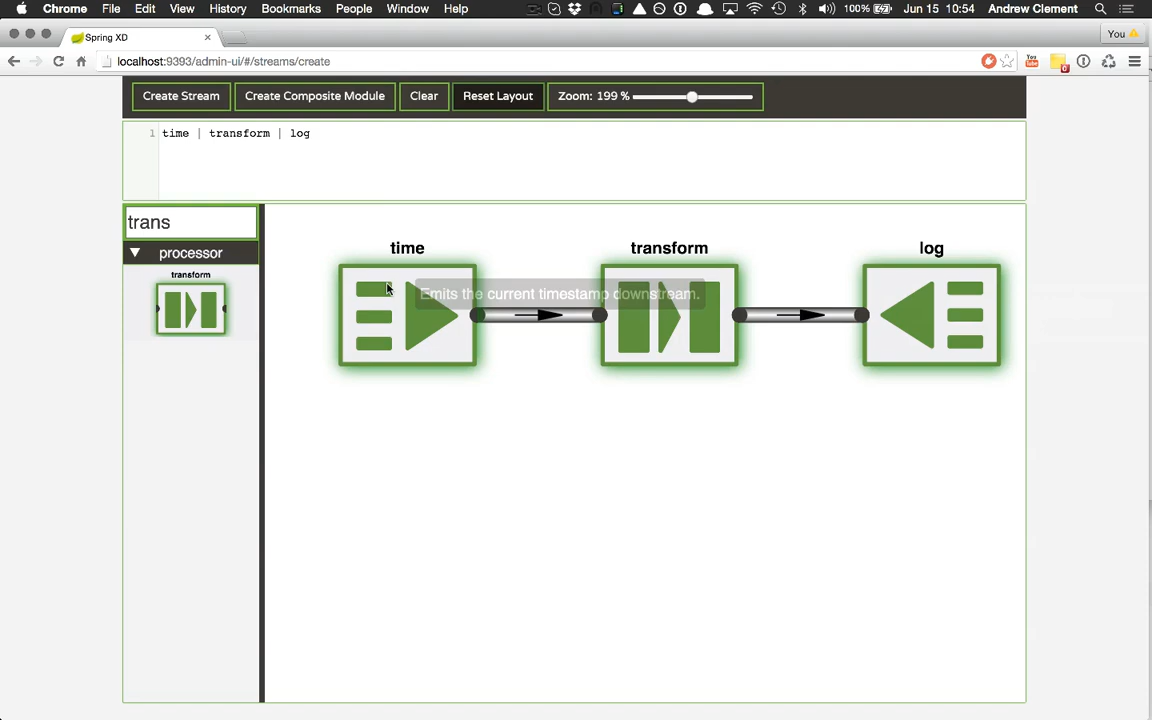 Chrome File Edit View History Bookmarks People Window Help 100% Jun 15 10:54 Andrew Clement
Spring XD
You
localhost:9393/admin-ui/#/streams/create
Create Stream Create Composite Module Clear Reset Layout Zoom: 199 %
1 time | transform | log
trans
processor
transform
time transform log
Emits the current timestamp downstream.